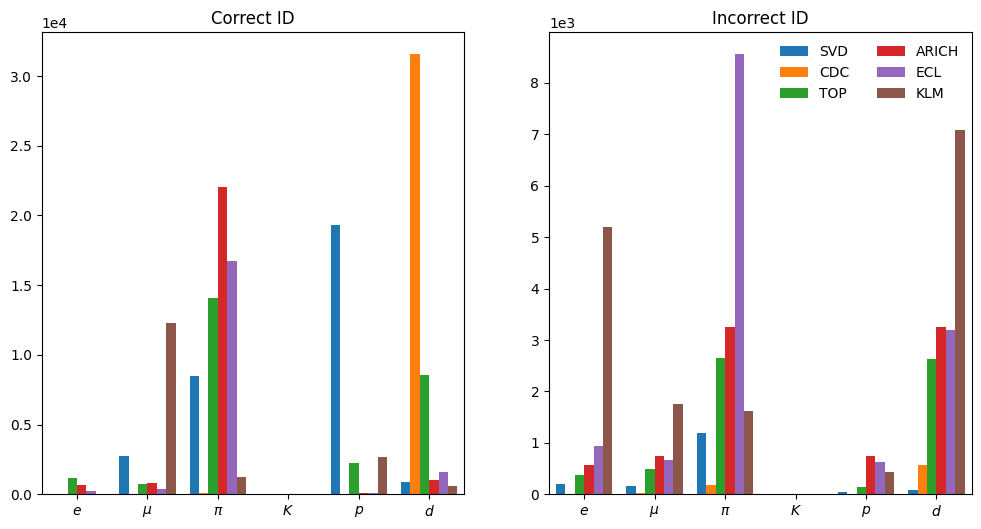 Correct ID
1e4
3.0
2.5
2.0
1.5
1.0
0.5
0.0
e μ π K p d
Incorrect ID
1e3
8
7
6
5
4
3
2
1
0
e μ π K p d
SVD ARICH
CDC ECL
TOP KLM